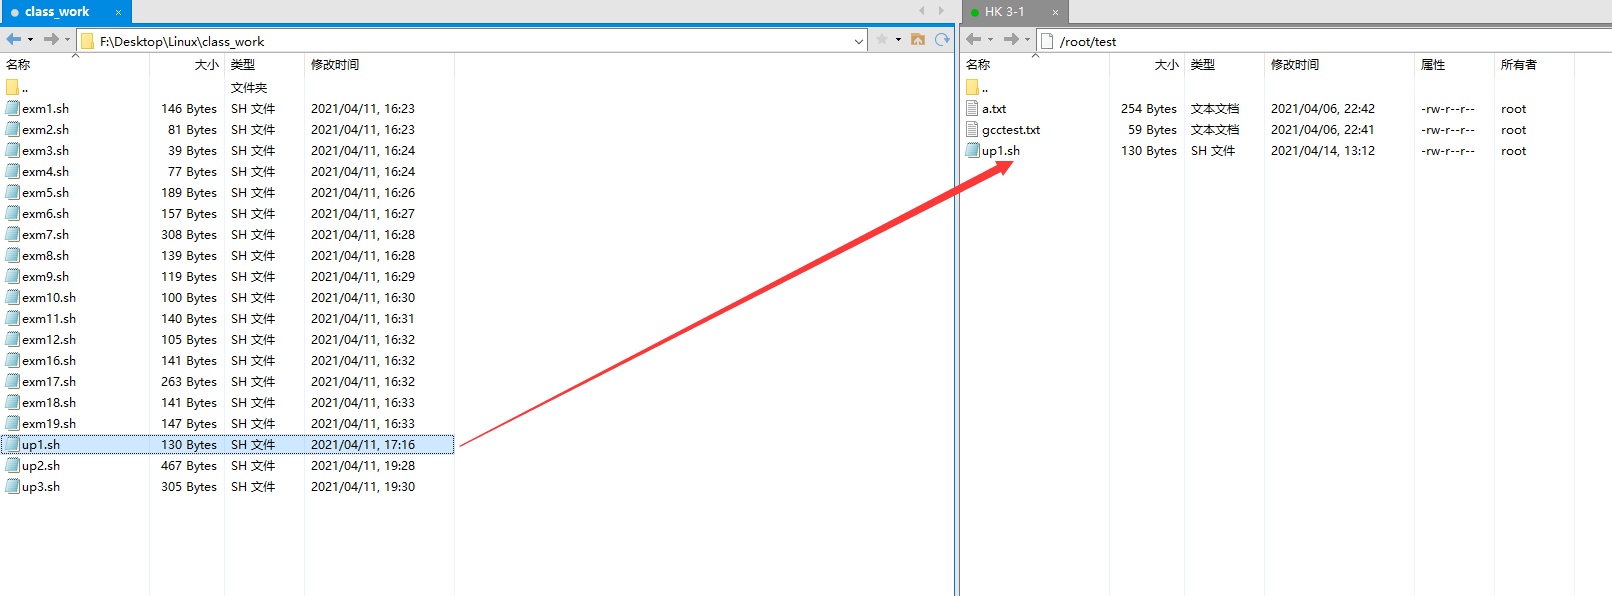 class_work ×
F:\Desktop\Linux\class_work
名称 大小 类型 修改时间
.. 文件夹
exm1.sh 146 Bytes SH 文件 2021/04/11, 16:23
exm2.sh 81 Bytes SH 文件 2021/04/11, 16:23
exm3.sh 39 Bytes SH 文件 2021/04/11, 16:24
exm4.sh 77 Bytes SH 文件 2021/04/11, 16:24
exm5.sh 189 Bytes SH 文件 2021/04/11, 16:26
exm6.sh 157 Bytes SH 文件 2021/04/11, 16:27
exm7.sh 308 Bytes SH 文件 2021/04/11, 16:28
exm8.sh 139 Bytes SH 文件 2021/04/11, 16:28
exm9.sh 119 Bytes SH 文件 2021/04/11, 16:29
exm10.sh 100 Bytes SH 文件 2021/04/11, 16:30
exm11.sh 140 Bytes SH 文件 2021/04/11, 16:31
exm12.sh 105 Bytes SH 文件 2021/04/11, 16:32
exm16.sh 141 Bytes SH 文件 2021/04/11, 16:32
exm17.sh 263 Bytes SH 文件 2021/04/11, 16:32
exm18.sh 141 Bytes SH 文件 2021/04/11, 16:33
exm19.sh 147 Bytes SH 文件 2021/04/11, 16:33
up1.sh 130 Bytes SH 文件 2021/04/11, 17:16
up2.sh 467 Bytes SH 文件 2021/04/11, 19:28
up3.sh 305 Bytes SH 文件 2021/04/11, 19:30
HK 3-1 ×
/root/test
名称 大小 类型 修改时间 属性 所有者
..
a.txt 254 Bytes 文本文档 2021/04/06, 22:42 -rw-r--r-- root
gcctest.txt 59 Bytes 文本文档 2021/04/06, 22:41 -rw-r--r-- root
up1.sh 130 Bytes SH 文件 2021/04/14, 13:12 -rw-r--r-- root